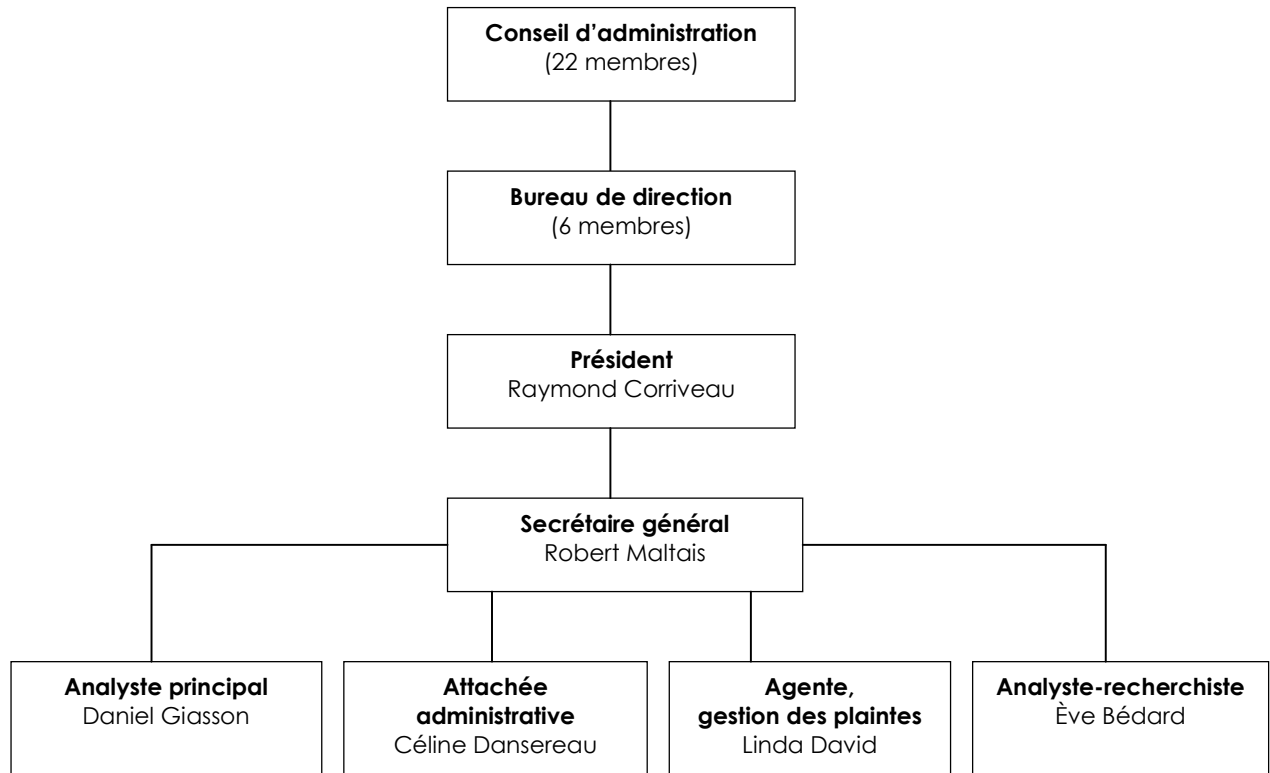 Conseil d’administration
(22 membres)
Bureau de direction
(6 membres)
Président
Raymond Corriveau
Secrétaire général
Robert Maltais
Analyste principal
Daniel Giasson
Attachée
administrative
Céline Dansereau
Agente,
gestion des plaintes
Linda David
Analyste-recherchiste
Ève Bédard